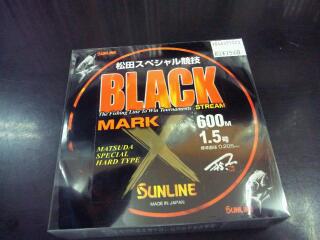 SUNLINE
松田スペシャル競技
BLACK
STREAM
The Fishing Line To Win Tournaments
MARK X
600M
1.5号
MATSUDA
SPECIAL
HARD TYPE
SUNLINE
MADE IN JAPAN
SUNLINE